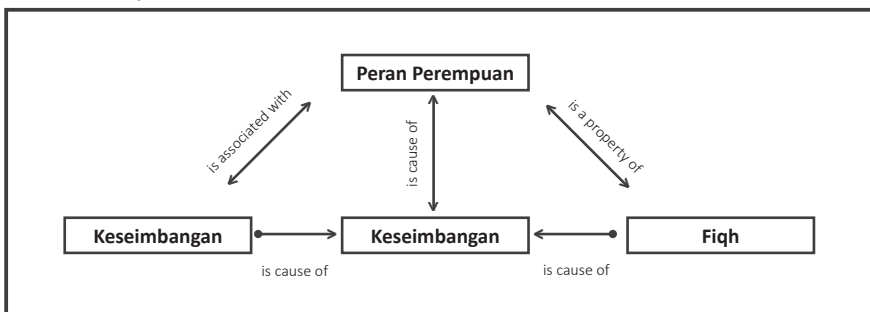 Peran Perempuan
is associated with
is cause of
is a property of
Keseimbangan
Keseimbangan
Fiqh
is cause of
is cause of